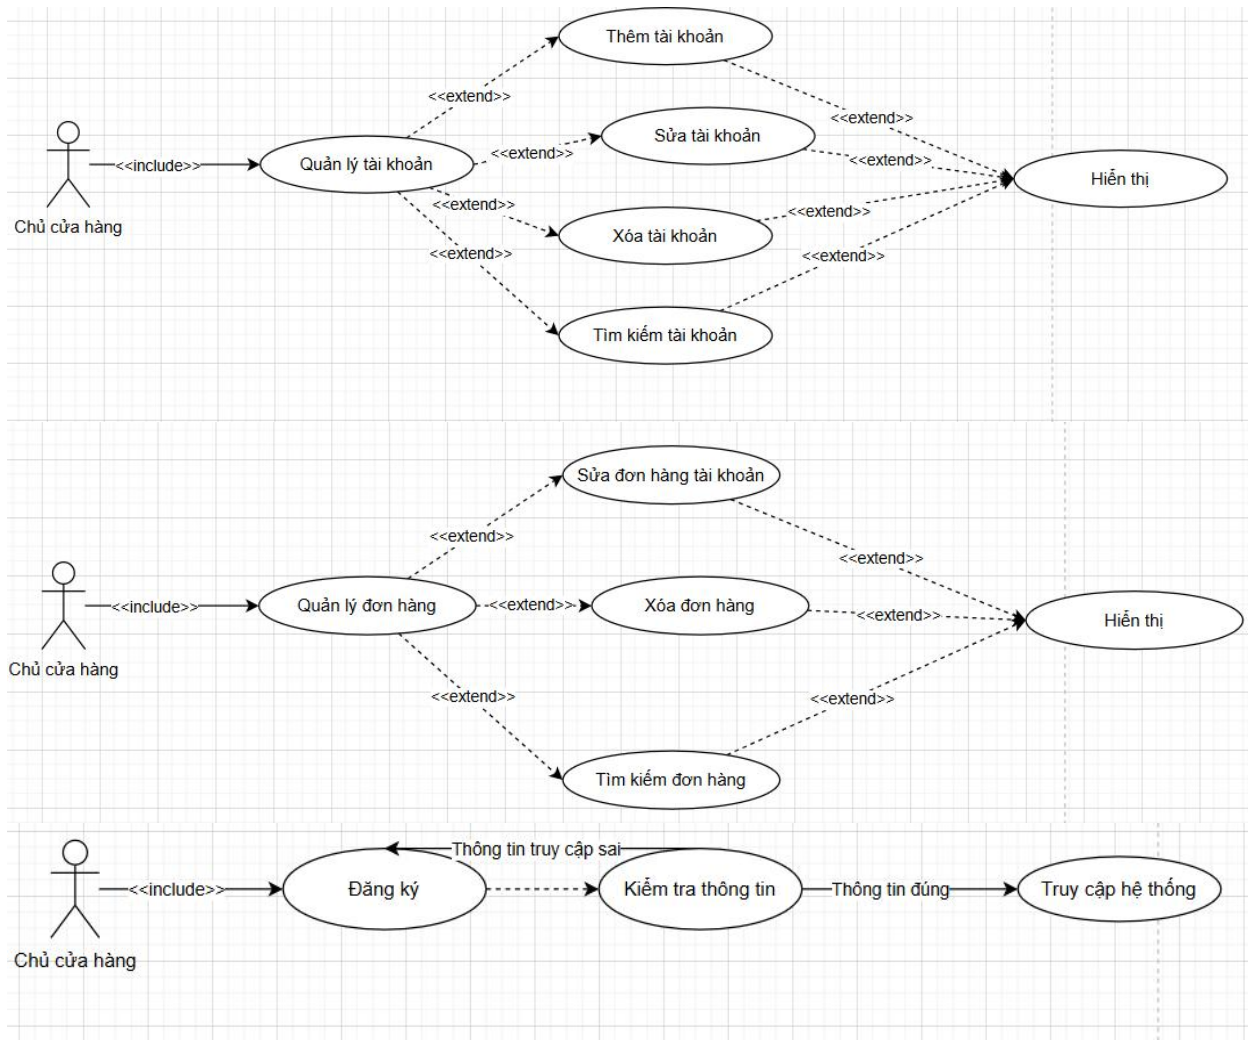 Thêm tài khoản
<<extend>>
<<extend>>
Sửa tài khoản
<<include>>
Quản lý tài khoản
<<extend>>
<<extend>>
Hiển thị
Chủ cửa hàng
<<extend>>
<<extend>>
Xóa tài khoản
<<extend>>
<<extend>>
Tìm kiếm tài khoản
Sửa đơn hàng tài khoản
<<extend>>
<<extend>>
<<include>>
Quản lý đơn hàng
<<extend>>
Xóa đơn hàng
<<extend>>
Hiển thị
Chủ cửa hàng
<<extend>>
<<extend>>
Tìm kiếm đơn hàng
Thông tin truy cập sai
<<include>>
Đăng ký
Kiểm tra thông tin
Thông tin đúng
Truy cập hệ thống
Chủ cửa hàng